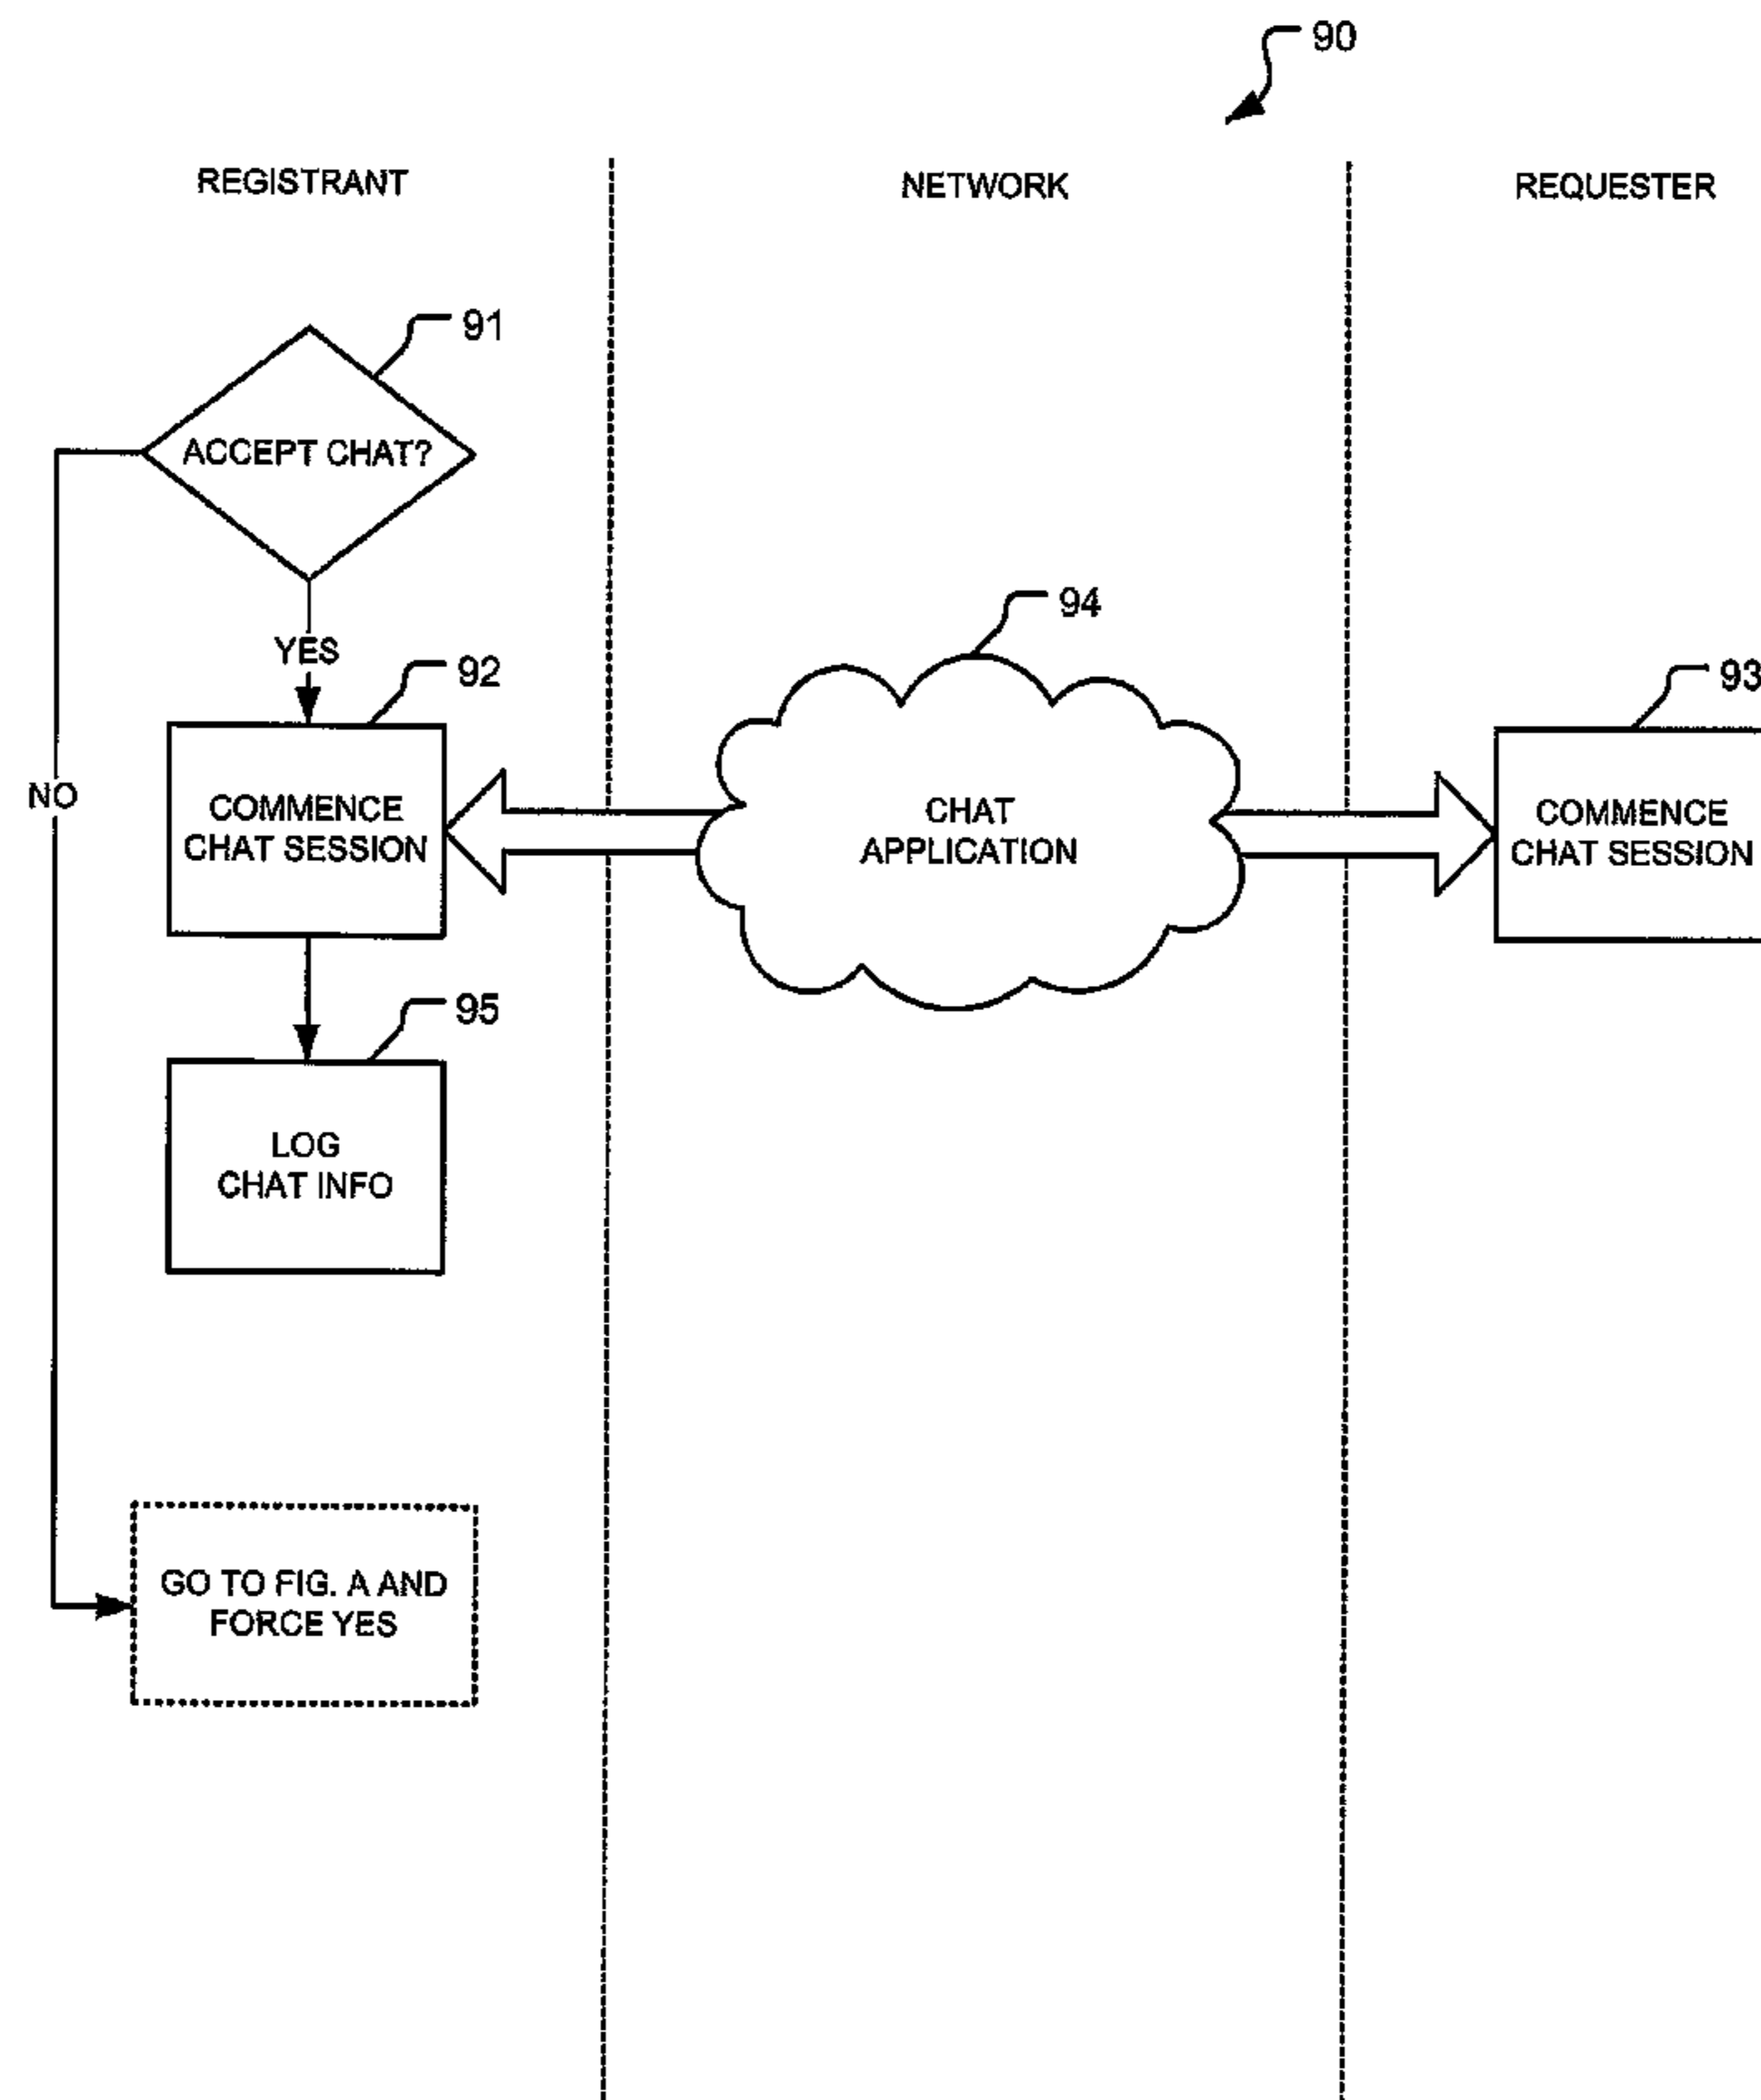 90
REGISTRANT
NETWORK
REQUESTER
91
ACCEPT CHAT?
YES
92
94
93
NO
COMMENCE
CHAT SESSION
CHAT
APPLICATION
COMMENCE
CHAT SESSION
95
LOG
CHAT INFO
GO TO FIG. A AND
FORCE YES